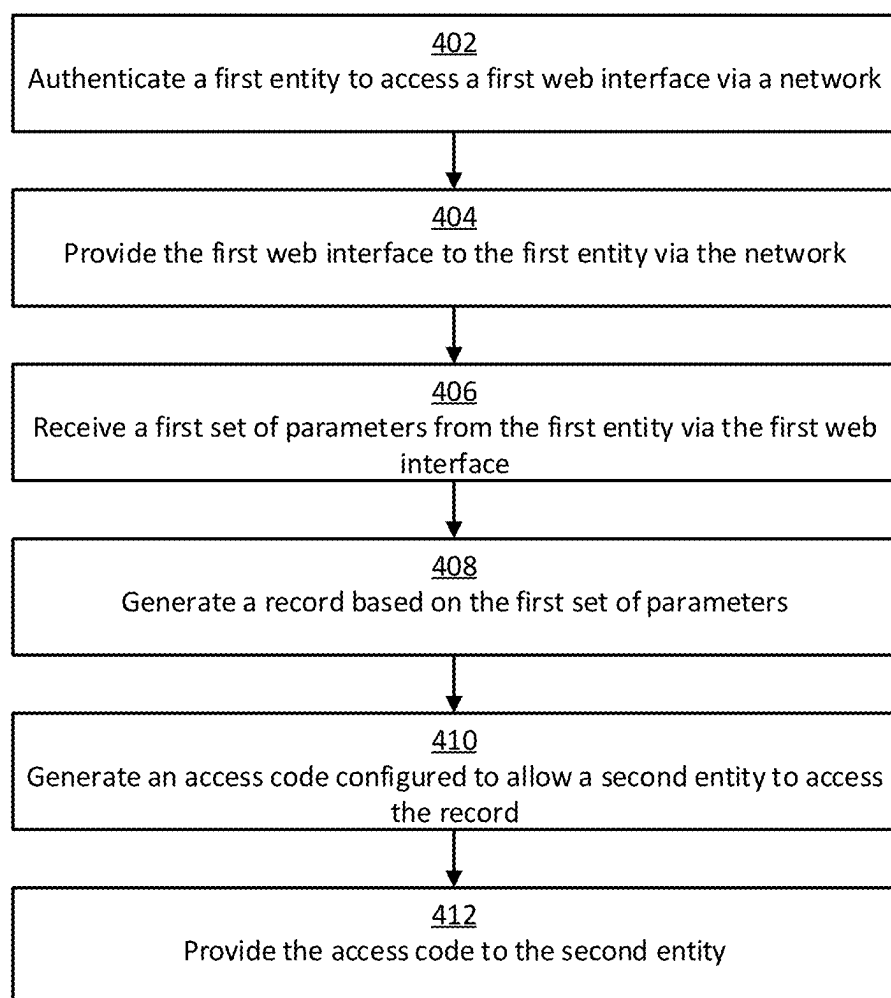 402
Authenticate a first entity to access a first web interface via a network
404
Provide the first web interface to the first entity via the network
406
Receive a first set of parameters from the first entity via the first web
interface
408
Generate a record based on the first set of parameters
410
Generate an access code configured to allow a second entity to access
the record
412
Provide the access code to the second entity